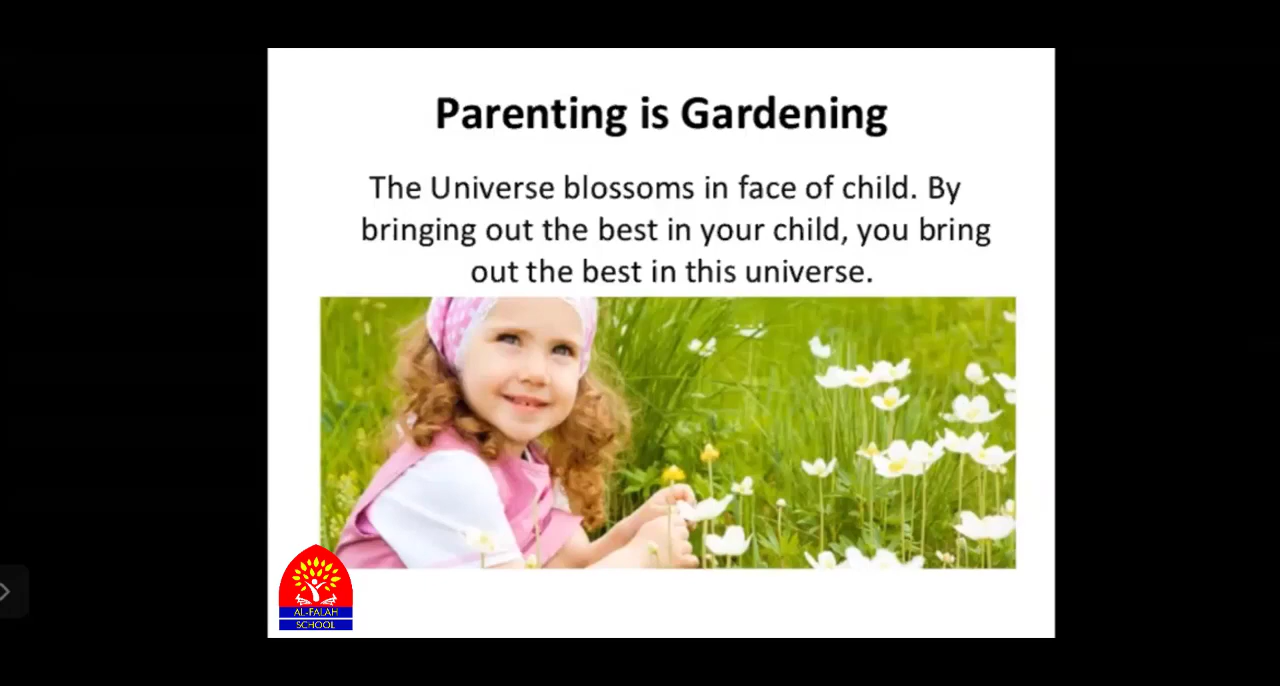 Parenting is Gardening
The Universe blossoms in face of child. By
bringing out the best in your child, you bring
out the best in this universe.
AL-FALAH
SCHOOL